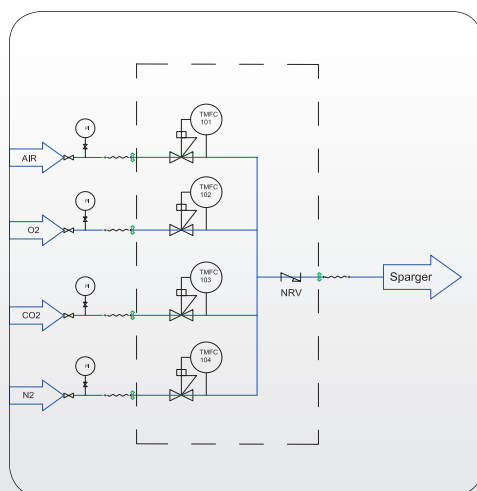 PI
TMFC
101
AIR
PI
TMFC
102
O2
PI
TMFC
103
CO2
NRV
Sparger
PI
TMFC
104
N2